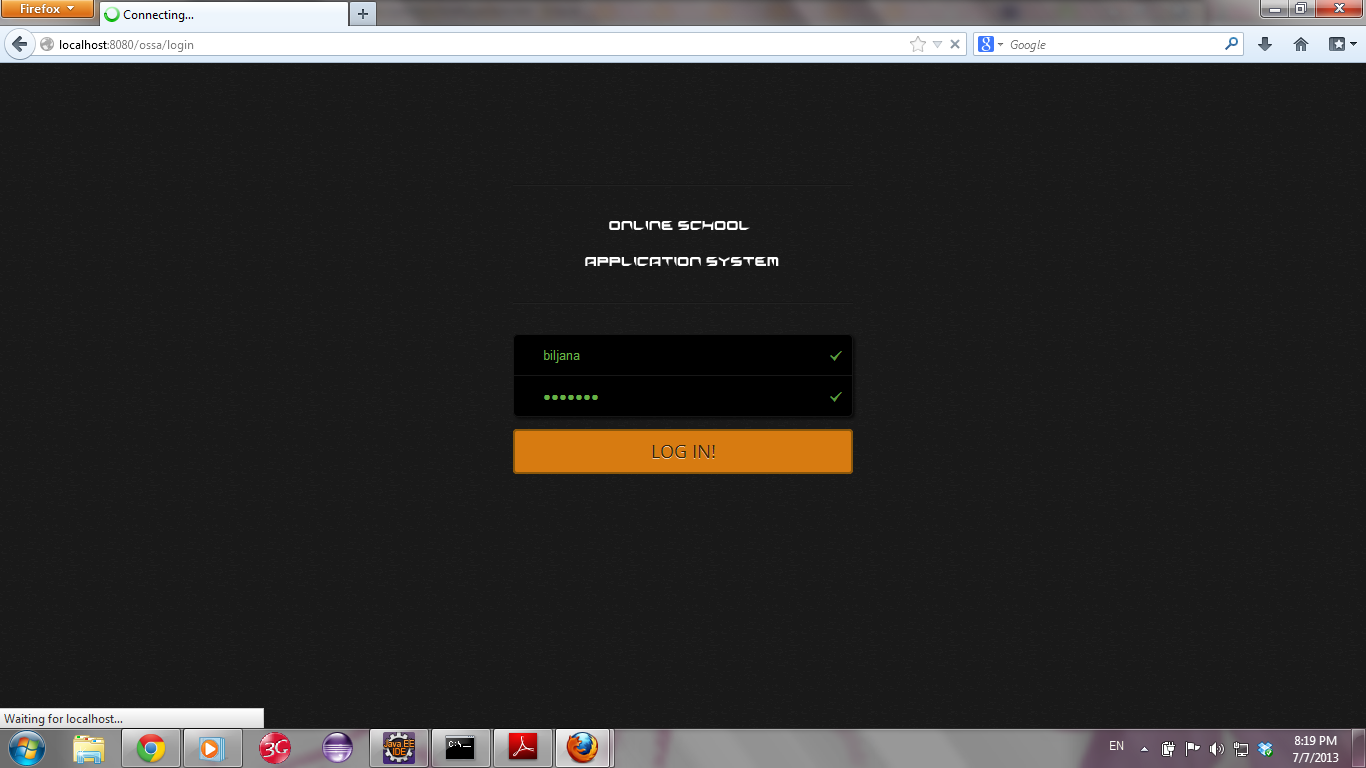 Firefox
Connecting...
localhost:8080/ossa/login
Google
ONLINE SCHOOL
APPLICATION SYSTEM
biljana
•••••••
LOG IN!
Waiting for localhost...
3G
Java EE
IDE
C:\_
EN
8:19 PM
7/7/2013